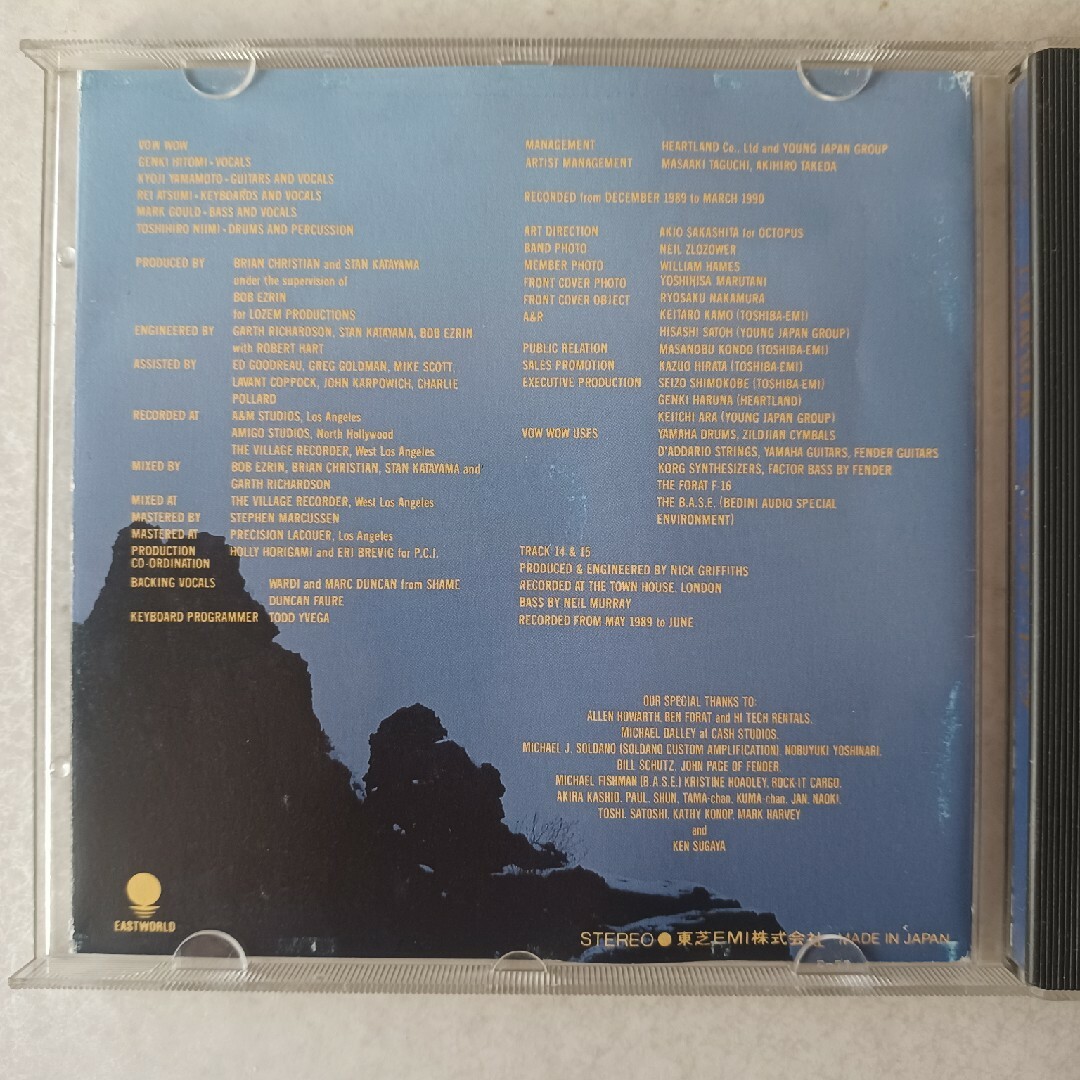 VOW WOW
GENKI HITOMI • VOCALS
KYOJI YAMAMOTO • GUITARS AND VOCALS
REI ATSUMI • KEYBOARDS AND VOCALS
MARK GOULD • BASS AND VOCALS
TOSHIHIRO NIIMI • DRUMS AND PERCUSSION
PRODUCED BY BRIAN CHRISTIAN and STAN KATAYAMA
under the supervision of
BOB EZRIN
for LOZEM PRODUCTIONS
ENGINEERED BY GARTH RICHARDSON, STAN KATAYAMA, BOB EZRIN
with ROBERT HART
ASSISTED BY ED GOODREAU, GREG GOLDMAN, MIKE SCOTT,
LAVANT COPPOCK, JOHN KARPOWICH, CHARLIE
POLLARD
RECORDED AT A&M STUDIOS, Los Angeles
AMIGO STUDIOS, North Hollywood
THE VILLAGE RECORDER, West Los Angeles
MIXED BY BOB EZRIN, BRIAN CHRISTIAN, STAN KATAYAMA and
GARTH RICHARDSON
MIXED AT THE VILLAGE RECORDER, West Los Angeles
MASTERED BY STEPHEN MARCUSSEN
MASTERED AT PRECISION LACQUER, Los Angeles
PRODUCTION HOLLY HORIGAMI and ERI BREVIG for P.C.I.
CO-ORDINATION
BACKING VOCALS WARDI and MARC DUNCAN from SHAME
DUNCAN FAURE
KEYBOARD PROGRAMMER TODD YVEGA
MANAGEMENT HEARTLAND Co., Ltd and YOUNG JAPAN GROUP
ARTIST MANAGEMENT MASAAKI TAGUCHI, AKIHIRO TAKEDA
RECORDED from DECEMBER 1989 to MARCH 1990
ART DIRECTION AKIO SAKASHITA for OCTOPUS
BAND PHOTO NEIL ZLOZOWER
MEMBER PHOTO WILLIAM HAMES
FRONT COVER PHOTO YOSHIHISA MARUTANI
FRONT COVER OBJECT RYOSAKU NAKAMURA
A&R KEITARO KAMO (TOSHIBA-EMI)
HISASHI SATOH (YOUNG JAPAN GROUP)
PUBLIC RELATION MASANOBU KONDO (TOSHIBA-EMI)
SALES PROMOTION KAZUO HIRATA (TOSHIBA-EMI)
EXECUTIVE PRODUCTION SEIZO SHIMOKOBE (TOSHIBA-EMI)
GENKI HARUNA (HEARTLAND)
KEIICHI ARA (YOUNG JAPAN GROUP)
VOW WOW USES YAMAHA DRUMS, ZILDJIAN CYMBALS
D'ADDARIO STRINGS, YAMAHA GUITARS, FENDER GUITARS
KORG SYNTHESIZERS, FACTOR BASS BY FENDER
THE FORAT F-16
THE B.A.S.E. (BEDINI AUDIO SPECIAL
ENVIRONMENT)
TRACK 14 & 15
PRODUCED & ENGINEERED BY NICK GRIFFITHS
RECORDED AT THE TOWN HOUSE. LONDON
BASS BY NEIL MURRAY
RECORDED FROM MAY 1989 to JUNE
OUR SPECIAL THANKS TO:
ALLEN HOWARTH, BEN FORAT and HI TECH RENTALS,
MICHAEL DALLEY at CASH STUDIOS,
MICHAEL J. SOLDANO (SOLDANO CUSTOM AMPLIFICATION), NOBUYUKI YOSHINARI,
BILL SCHUTZ, JOHN PAGE OF FENDER,
MICHAEL FISHMAN (B.A.S.E.) KRISTINE HOADLEY, ROCK-IT CARGO,
AKIRA KASHIO, PAUL, SHUN, TAMA-chan, KUMA-chan, JAN, NAOKI,
TOSHI, SATOSHI, KATHY KONOP, MARK HARVEY
and
KEN SUGAYA
EASTWORLD
STEREO ● 東芝EMI株式会社 MADE IN JAPAN